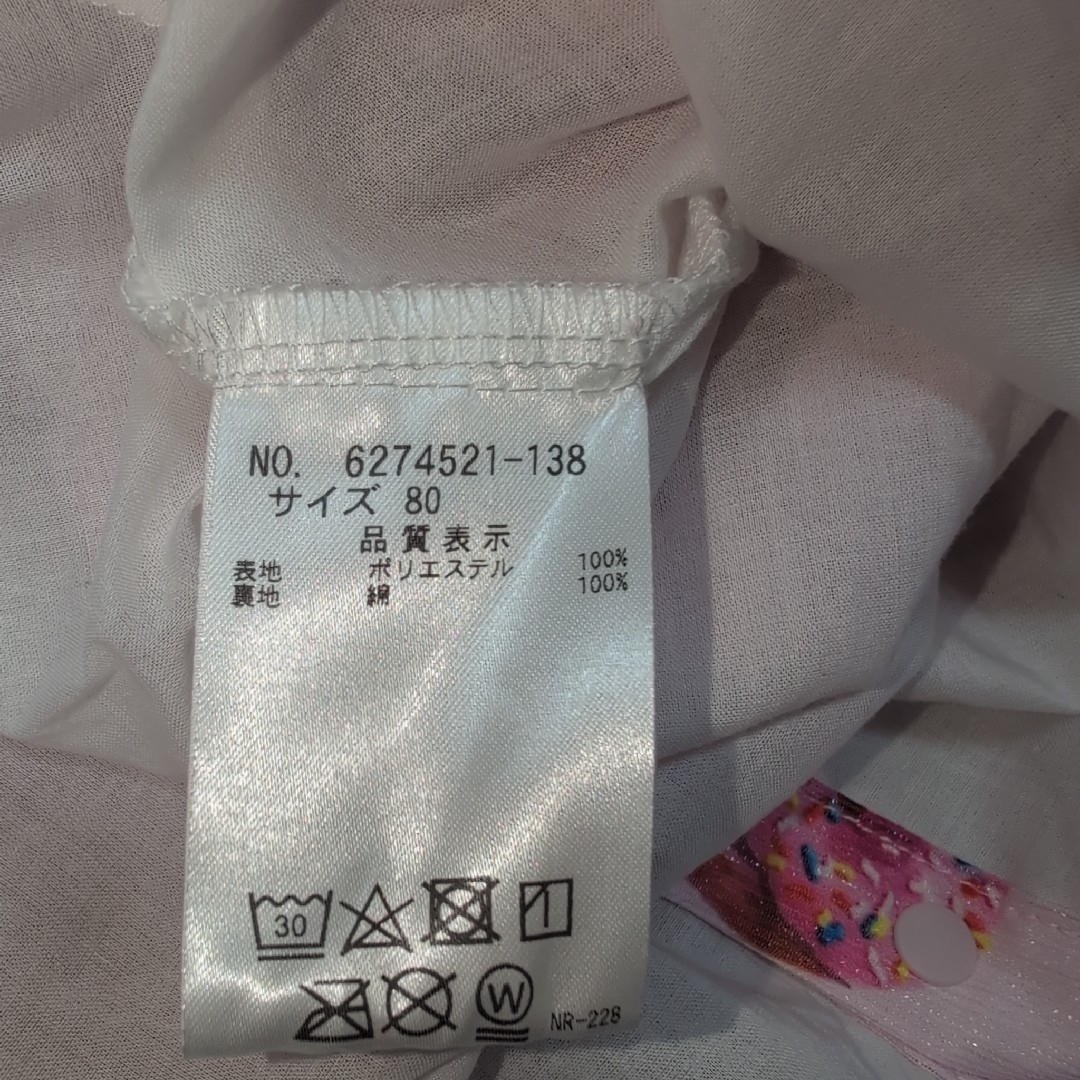 NO. 6274521-138
サイズ 80
品質表示
表地 ポリエステル 100%
裏地 綿 100%
30
W
NR-228